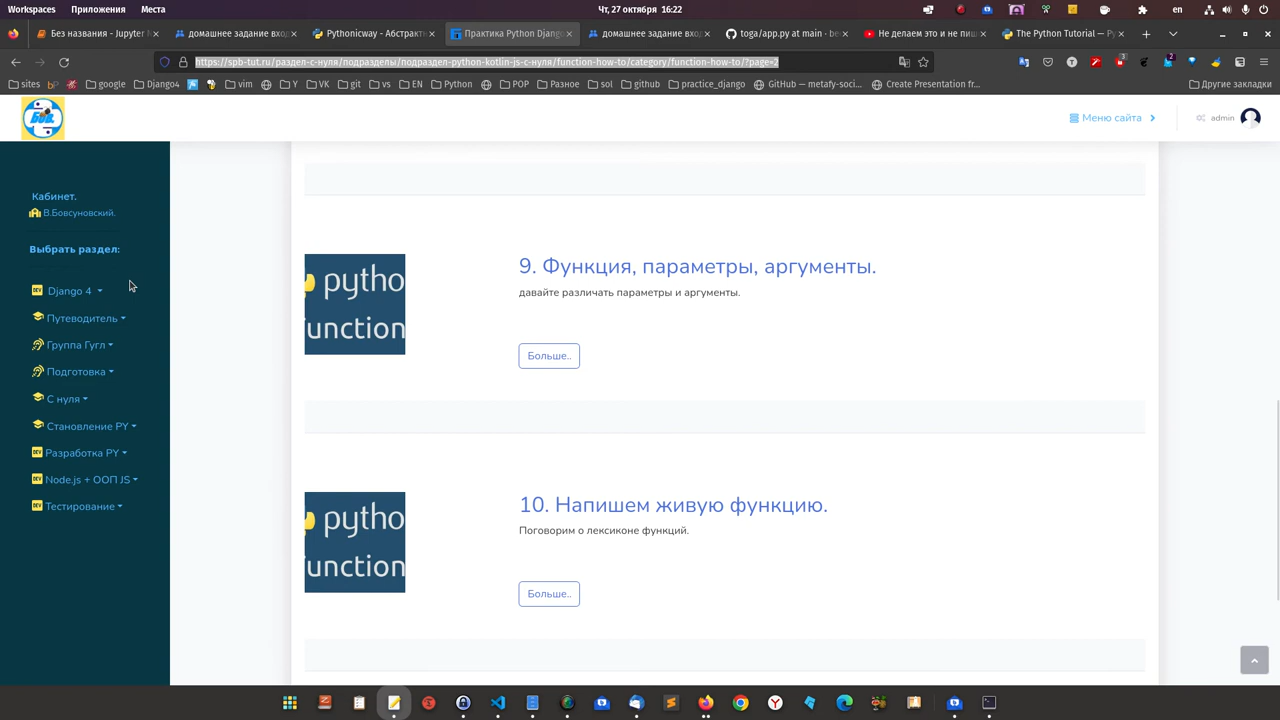 Workspaces Приложения Места Чт, 27 октября 16:22 en
Без названия - Jupyter N домашнее задание вход Pythonicway - Абстракт Практика Python Django домашнее задание вход toga/app.py at main · be Не делаем это и не пиш The Python Tutorial — Py
https://spb-tut.ru/раздел-с-нуля/подразделы/подраздел-python-kotlin-js-с-нуля/function-how-to/category/function-how-to/?page=2
sites bP google Django4 vim VK git vs EN Python POP Разное sol github practice_django GitHub — metafy-soci... Create Presentation fr... Другие закладки
Меню сайта admin
Кабинет.
В.Бовсуновский.
Выбрать раздел:
Django 4
Путеводитель
Группа Гугл
Подготовка
С нуля
Становление PY
Разработка PY
Node.js + ООП JS
Тестирование
pytho
unction
9. Функция, параметры, аргументы.
давайте различать параметры и аргументы.
Больше..
pytho
unction
10. Напишем живую функцию.
Поговорим о лексиконе функций.
Больше..